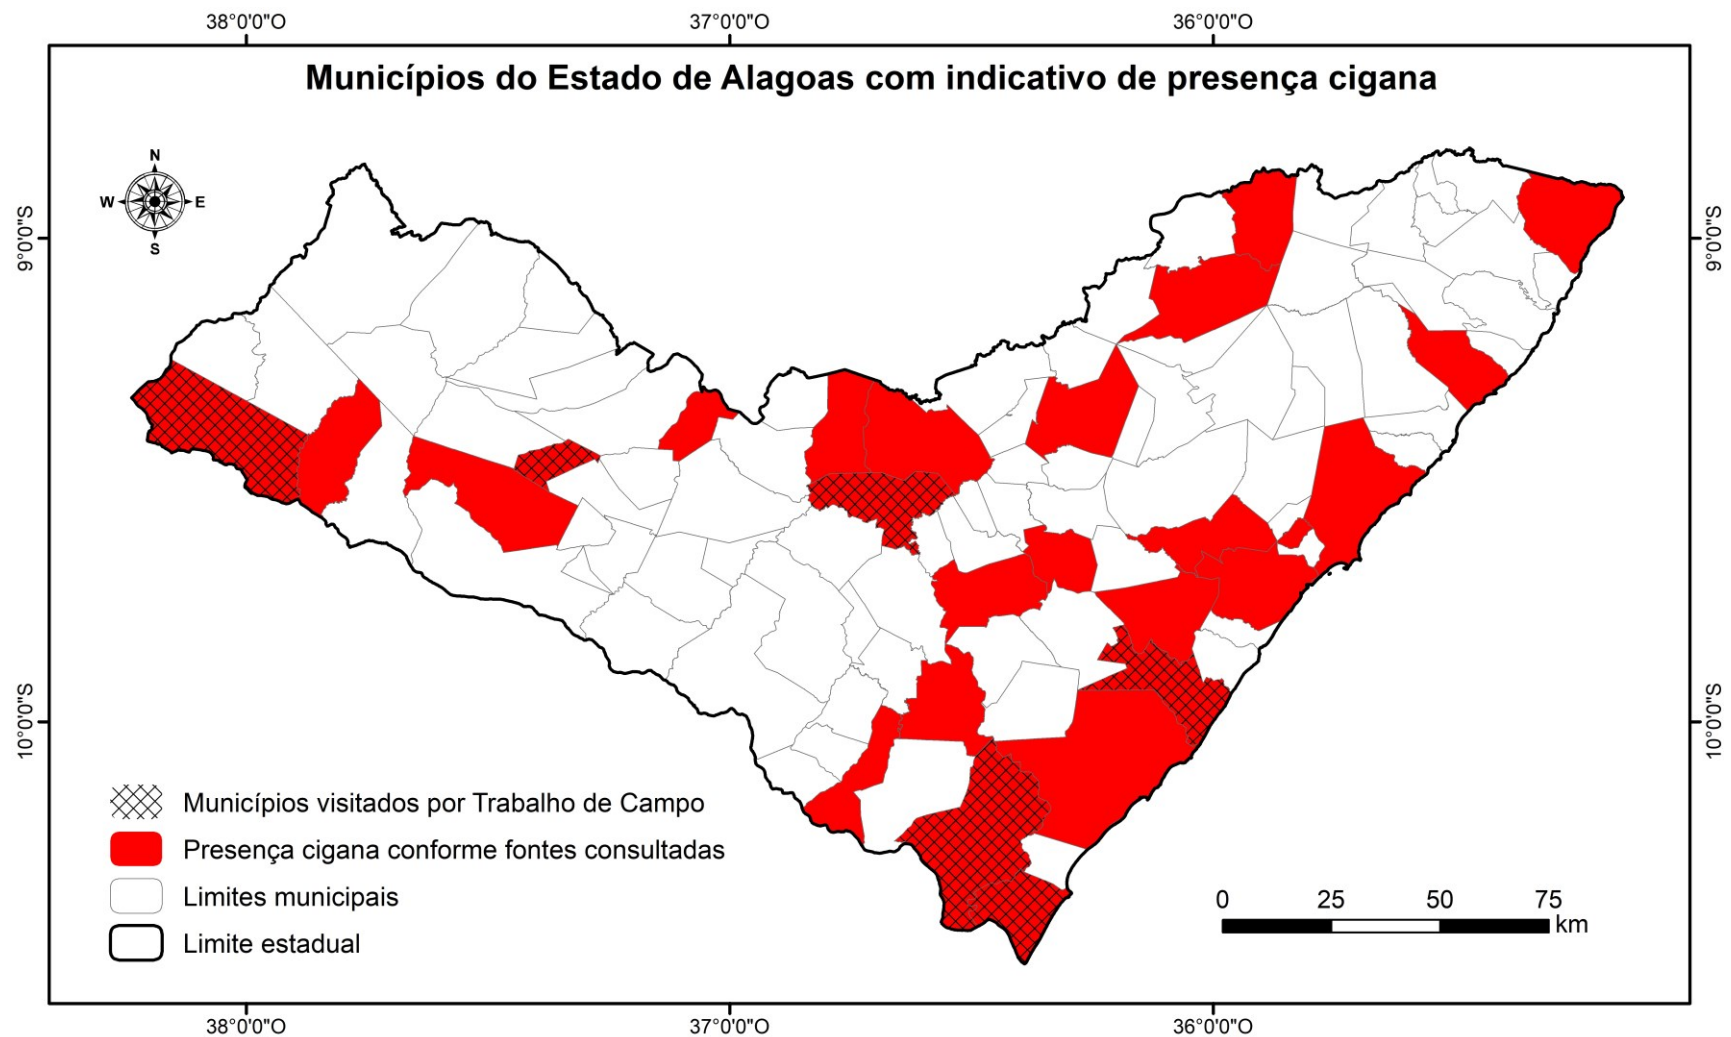 38°0'0"O 37°0'0"O 36°0'0"O
Municípios do Estado de Alagoas com indicativo de presença cigana
N
W E
S
9°0'0"S 9°0'0"S
10°0'0"S 10°0'0"S
Municípios visitados por Trabalho de Campo
Presença cigana conforme fontes consultadas
Limites municipais
Limite estadual
0 25 50 75
km
38°0'0"O 37°0'0"O 36°0'0"O